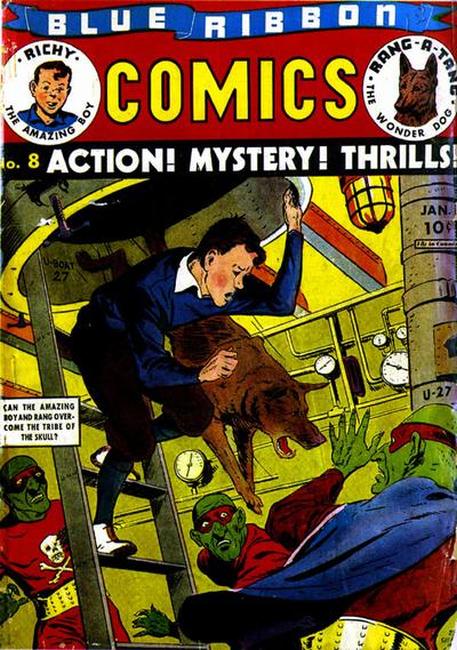 BLUE RIBBON
·RICHY·
THE AMAZING BOY
COMICS
RANG-A-TANG
·THE WONDER DOG·
No. 8 ACTION! MYSTERY! THRILLS!
JAN.
10¢
U-BOAT
27
U-27
CAN THE AMAZING
BOY AND RANG OVER-
COME THE TRIBE OF
THE SKULL?